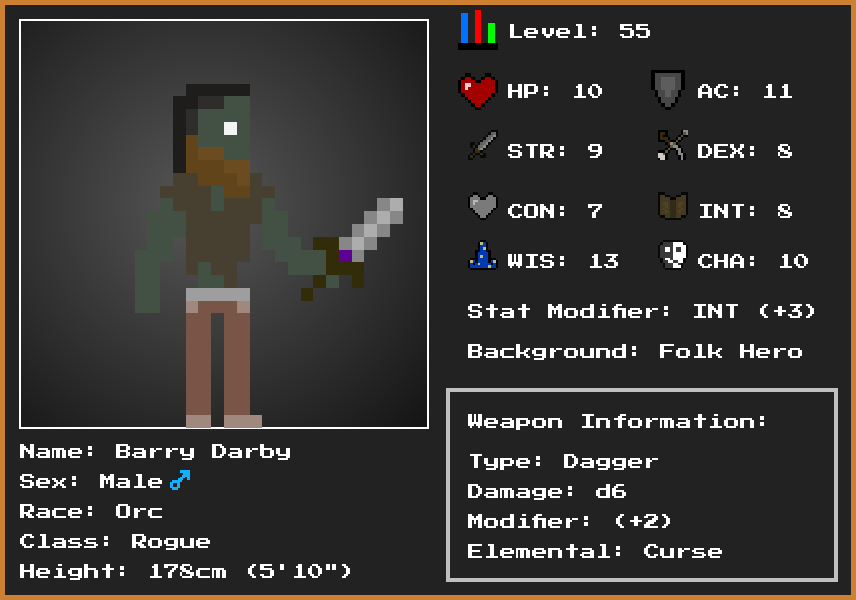 Level: 55
HP: 10 AC: 11
STR: 9 DEX: 8
CON: 7 INT: 8
WIS: 13 CHA: 10
Stat Modifier: INT (+3)
Background: Folk Hero
Weapon Information:
Type: Dagger
Damage: d6
Modifier: (+2)
Elemental: Curse
Name: Barry Darby
Sex: Male♂
Race: Orc
Class: Rogue
Height: 178cm (5'10")